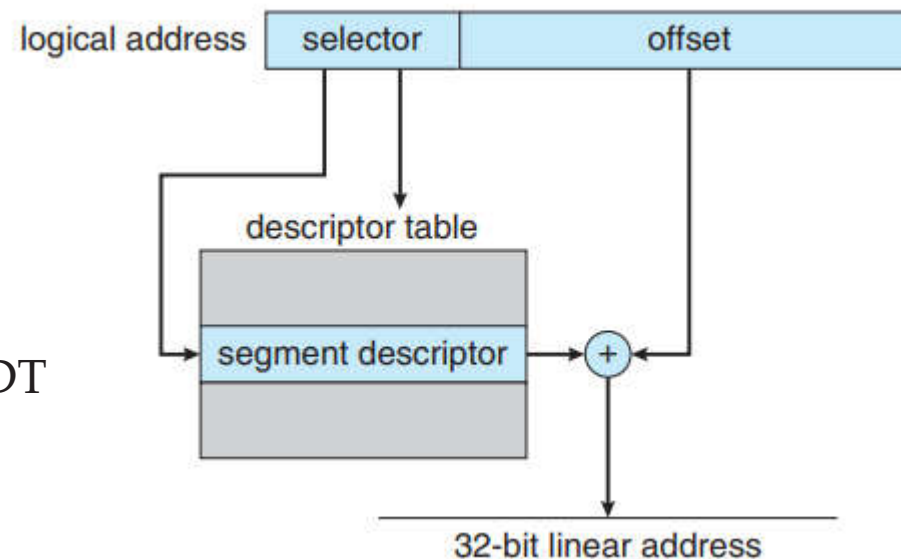 logical address selector offset
descriptor table
segment descriptor +
32-bit linear address